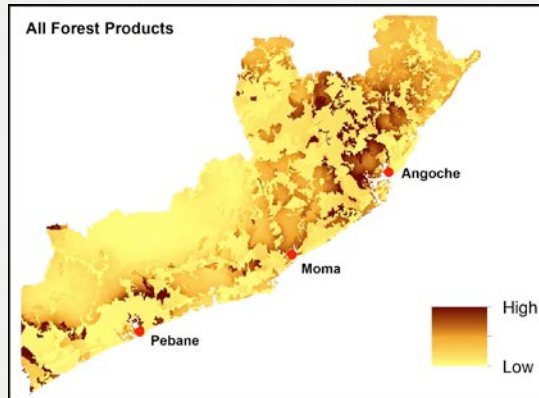 All Forest Products
Angoche
Moma
Pebane
High
Low